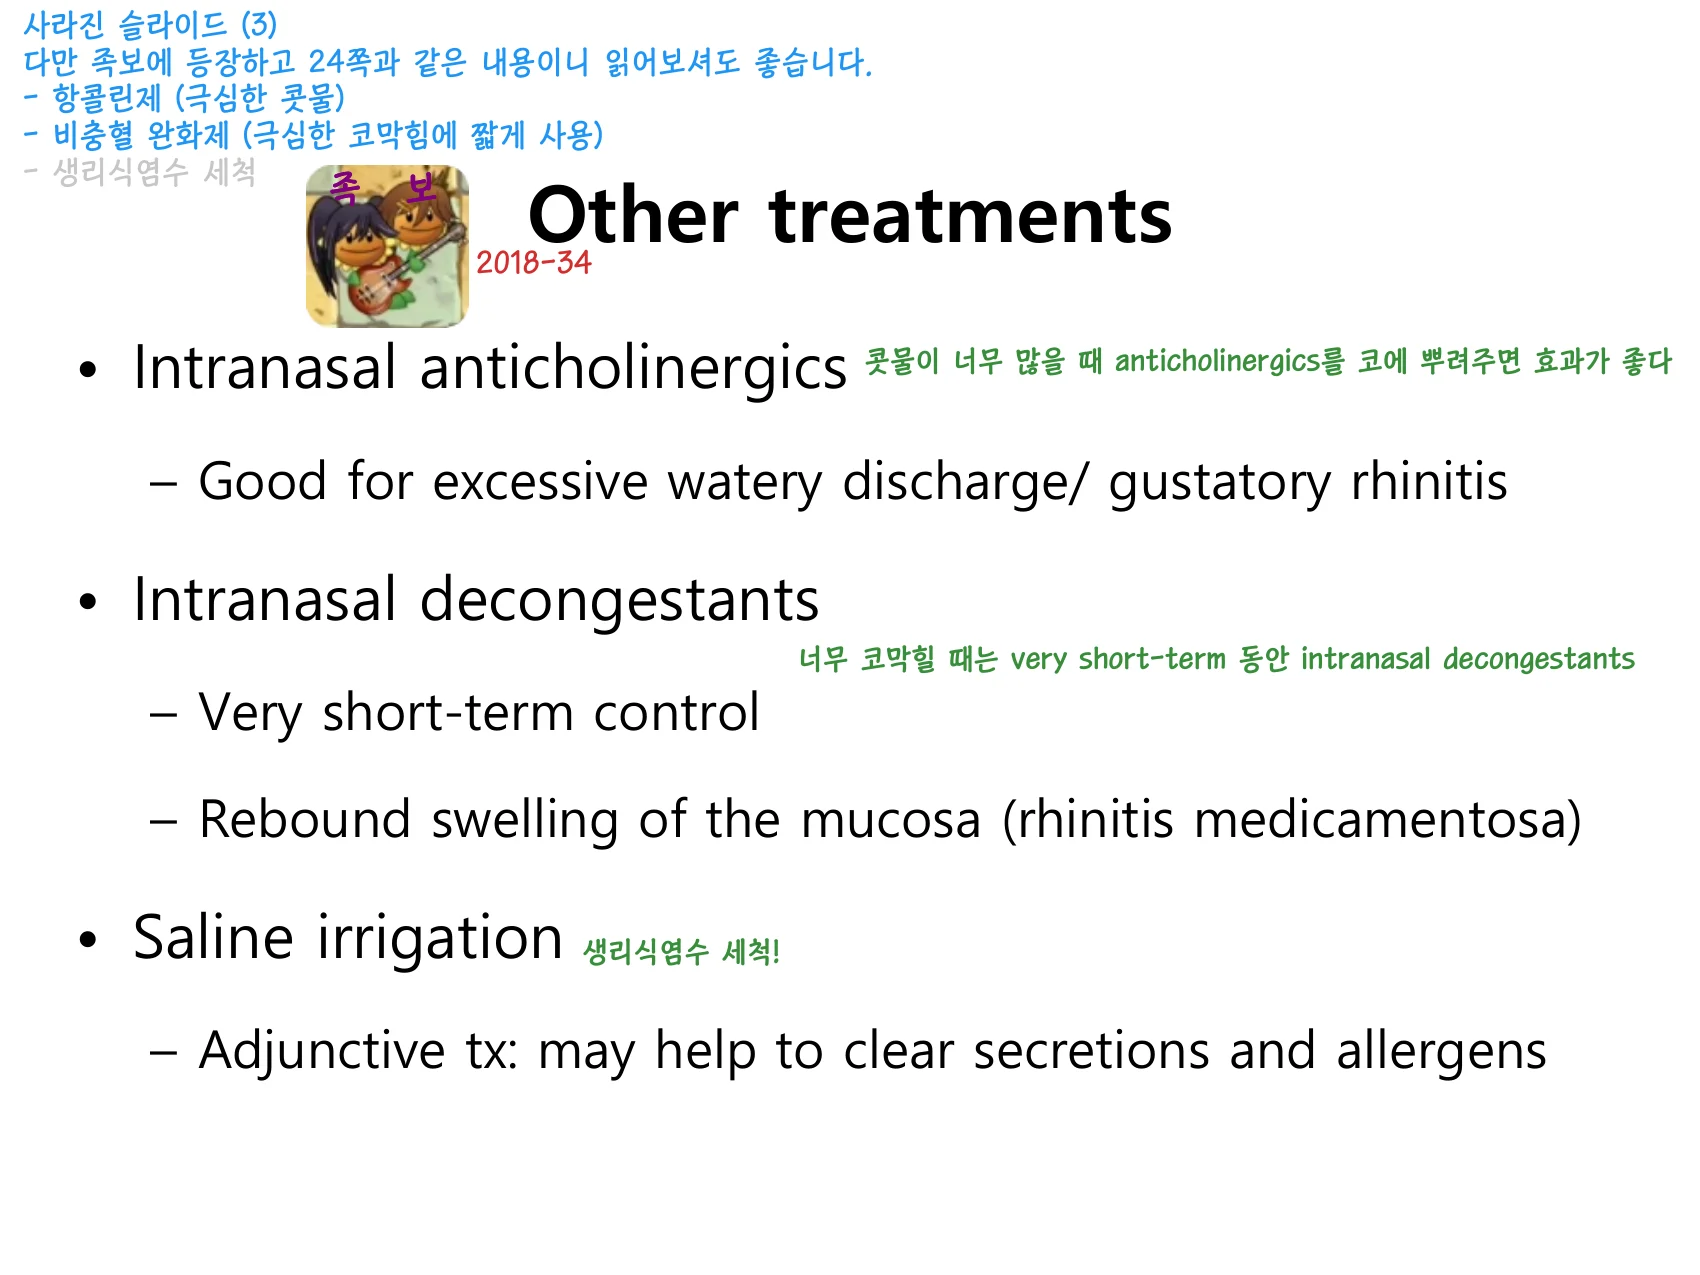 사라진 슬라이드 (3)
다만 족보에 등장하고 24쪽과 같은 내용이니 읽어보셔도 좋습니다.
- 항콜린제 (극심한 콧물)
- 비충혈 완화제 (극심한 코막힘에 짧게 사용)
- 생리식염수 세척
족 보
Other treatments
2018-34
• Intranasal anticholinergics 콧물이 너무 많을 때 anticholinergics를 코에 뿌려주면 효과가 좋다
– Good for excessive watery discharge/ gustatory rhinitis
• Intranasal decongestants
너무 코막힐 때는 very short-term 동안 intranasal decongestants
– Very short-term control
– Rebound swelling of the mucosa (rhinitis medicamentosa)
• Saline irrigation 생리식염수 세척!
– Adjunctive tx: may help to clear secretions and allergens